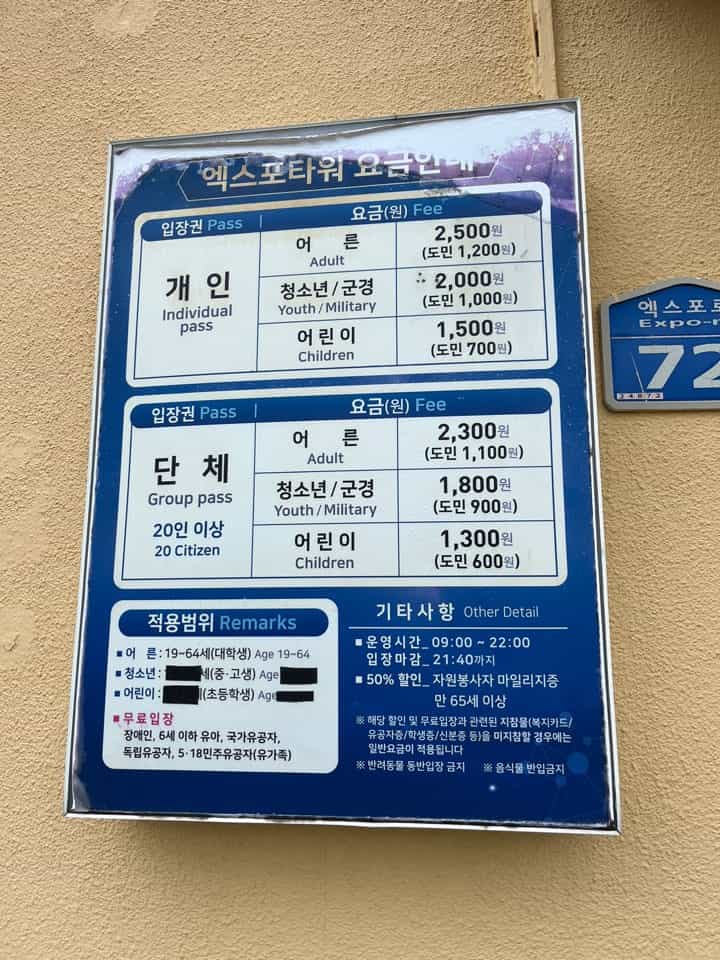 엑스포타워 요금안내
입장권 Pass | 요금(원) Fee
개 인
Individual
pass
어 른
Adult
2,500원
(도민 1,200원)
청소년/군경
Youth/Military
2,000원
(도민 1,000원)
어린이
Children
1,500원
(도민 700원)
입장권 Pass | 요금(원) Fee
단 체
Group pass
20인 이상
20 Citizen
어 른
Adult
2,300원
(도민 1,100원)
청소년/군경
Youth/Military
1,800원
(도민 900원)
어린이
Children
1,300원
(도민 600원)
적용범위 Remarks
■ 어 른 : 19~64세(대학생) Age 19~64
■ 청소년 : 세(중·고생) Age
■ 어린이 : (초등학생) Age
■ 무료입장
장애인, 6세 이하 유아, 국가유공자,
독립유공자, 5·18민주유공자(유가족)
기타사항 Other Detail
■ 운영시간_ 09:00 ~ 22:00
입장마감_ 21:40까지
■ 50% 할인_ 자원봉사자 마일리지증
만 65세 이상
※ 해당 할인 및 무료입장과 관련된 지참물(복지카드/
유공자증/학생증/신분증 등)을 미지참할 경우에는
일반요금이 적용됩니다
※ 반려동물 동반입장 금지 ※ 음식물 반입금지
엑스포로
Expo-r
72